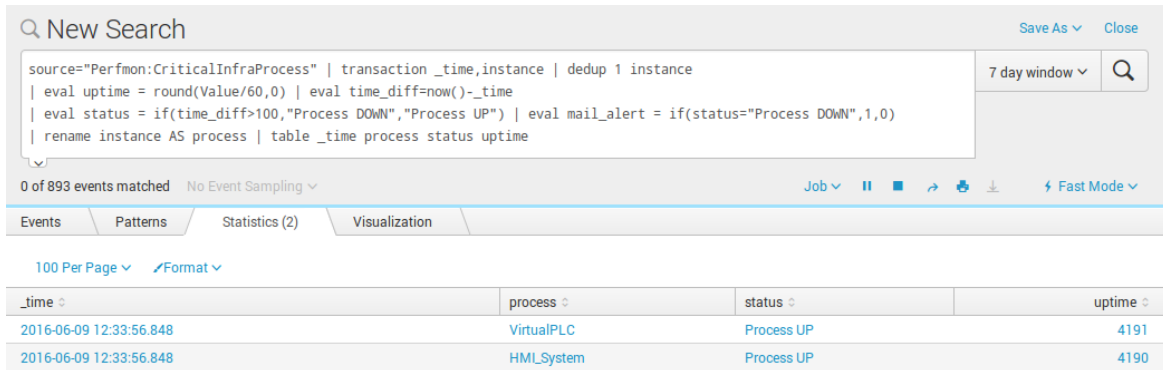 New Search
Save As Close
source="Perfmon:CriticalInfraProcess" | transaction _time,instance | dedup 1 instance
| eval uptime = round(Value/60,0) | eval time_diff=now()-_time
| eval status = if(time_diff>100,"Process DOWN","Process UP") | eval mail_alert = if(status="Process DOWN",1,0)
| rename instance AS process | table _time process status uptime
7 day window
0 of 893 events matched No Event Sampling Job Fast Mode
Events Patterns Statistics (2) Visualization
100 Per Page Format
_time process status uptime
2016-06-09 12:33:56.848 VirtualPLC Process UP 4191
2016-06-09 12:33:56.848 HMI_System Process UP 4190